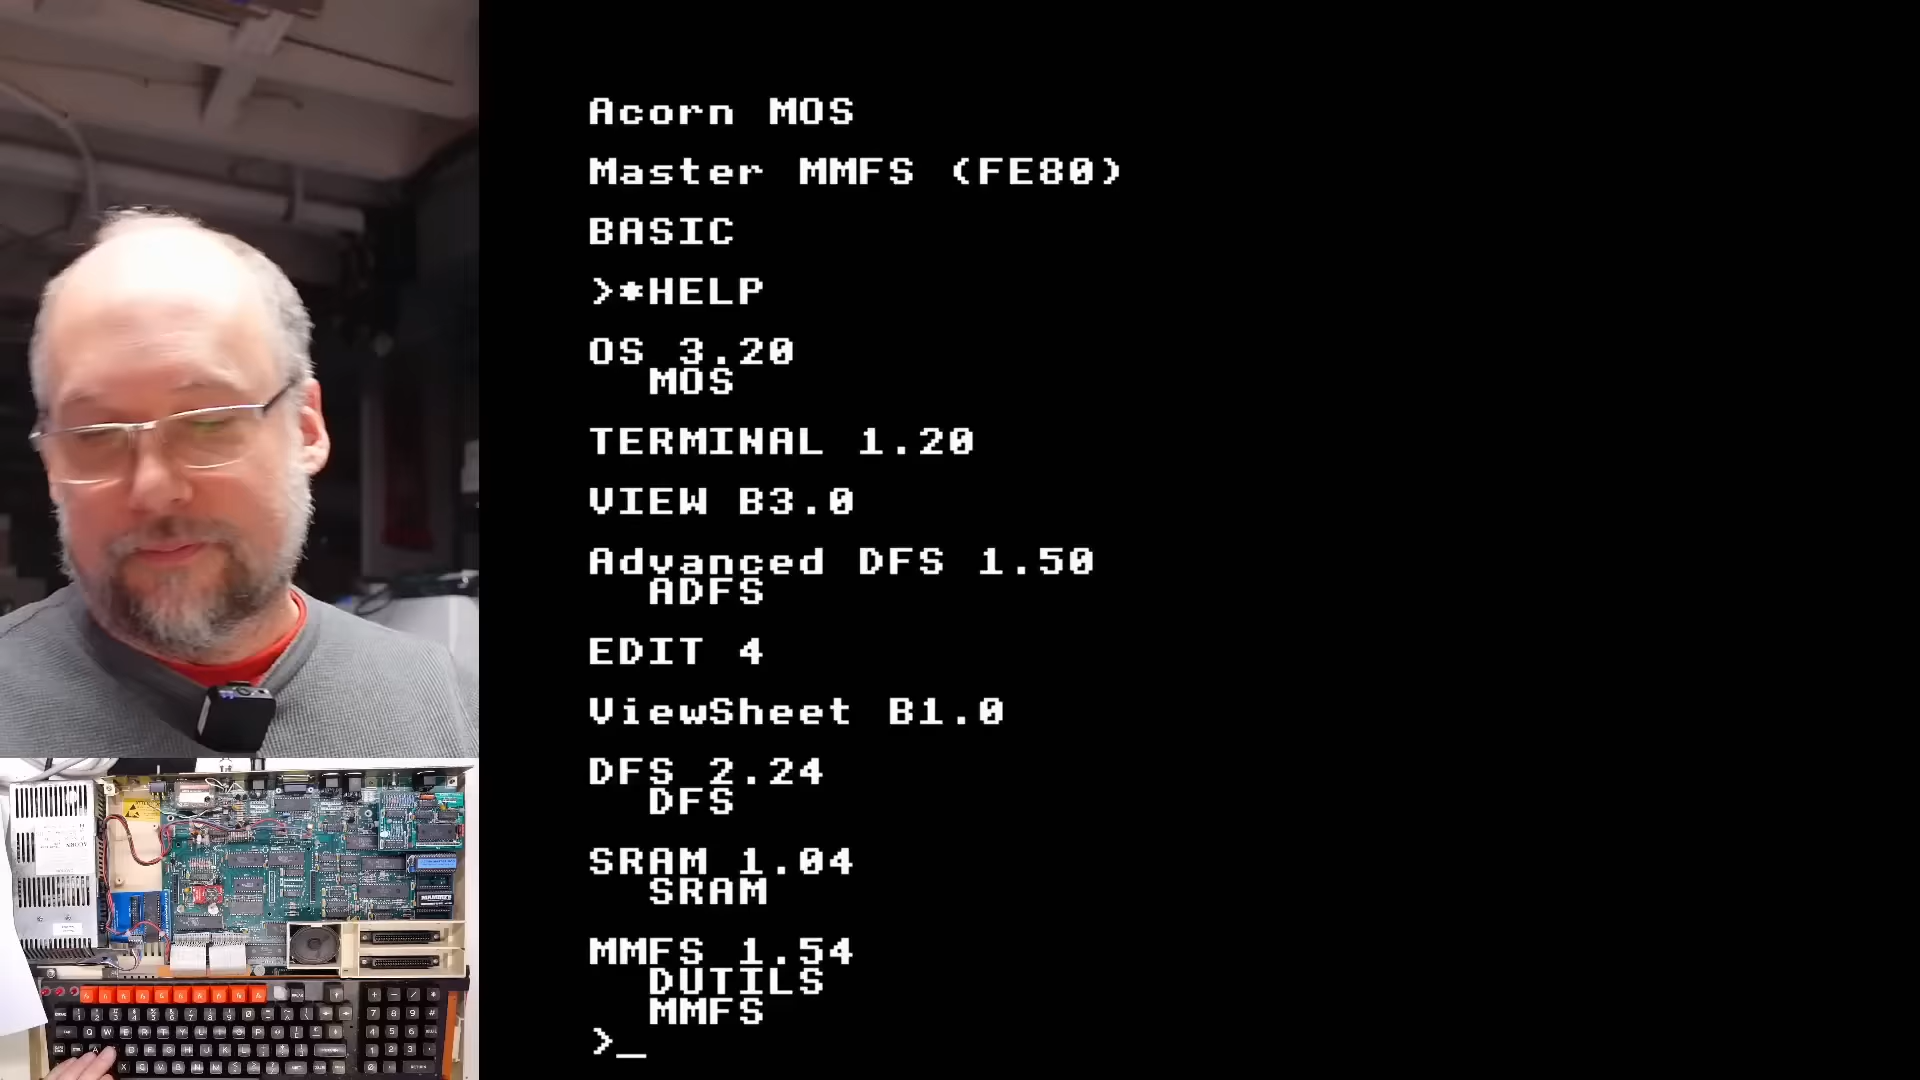 Acorn MOS
Master MMFS (FE80)
BASIC
>*HELP
OS 3.20
MOS
TERMINAL 1.20
VIEW B3.0
Advanced DFS 1.50
ADFS
EDIT 4
ViewSheet B1.0
DFS 2.24
DFS
SRAM 1.04
SRAM
MMFS 1.54
DUTILS
MMFS
>_